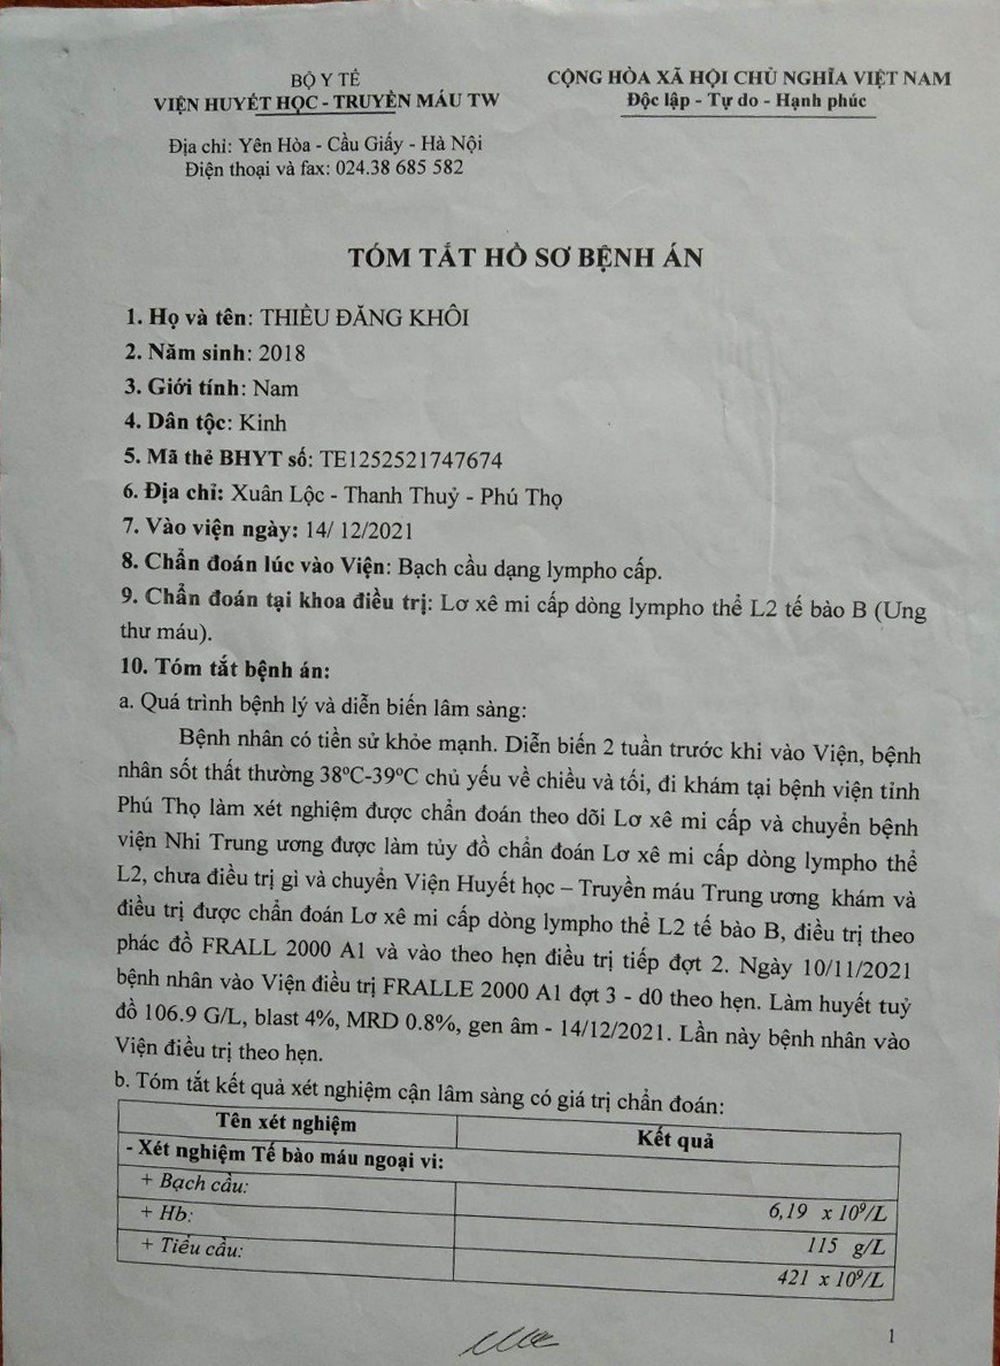 BỘ Y TẾ
VIỆN HUYẾT HỌC - TRUYỀN MÁU TW
Địa chỉ: Yên Hòa - Cầu Giấy - Hà Nội
Điện thoại và fax: 024.38 685 582
CỘNG HÒA XÃ HỘI CHỦ NGHĨA VIỆT NAM
Độc lập - Tự do - Hạnh phúc
TÓM TẮT HỒ SƠ BỆNH ÁN
1. Họ và tên: THIỀU ĐĂNG KHÔI
2. Năm sinh: 2018
3. Giới tính: Nam
4. Dân tộc: Kinh
5. Mã thẻ BHYT số: TE1252521747674
6. Địa chỉ: Xuân Lộc - Thanh Thuỷ - Phú Thọ
7. Vào viện ngày: 14/ 12/2021
8. Chẩn đoán lúc vào Viện: Bạch cầu dạng lympho cấp.
9. Chẩn đoán tại khoa điều trị: Lơ xê mi cấp dòng lympho thể L2 tế bào B (Ung
thư máu).
10. Tóm tắt bệnh án:
a. Quá trình bệnh lý và diễn biến lâm sàng:
Bệnh nhân có tiền sử khỏe mạnh. Diễn biến 2 tuần trước khi vào Viện, bệnh
nhân sốt thất thường 38ºC-39ºC chủ yếu về chiều và tối, đi khám tại bệnh viện tỉnh
Phú Thọ làm xét nghiệm được chẩn đoán theo dõi Lơ xê mi cấp và chuyển bệnh
viện Nhi Trung ương được làm tủy đồ chẩn đoán Lơ xê mi cấp dòng lympho thể
L2, chưa điều trị gì và chuyển Viện Huyết học – Truyền máu Trung ương khám và
điều trị được chẩn đoán Lơ xê mi cấp dòng lympho thể L2 tế bào B, điều trị theo
phác đồ FRALL 2000 A1 và vào theo hẹn điều trị tiếp đợt 2. Ngày 10/11/2021
bệnh nhân vào Viện điều trị FRALLE 2000 A1 đợt 3 - d0 theo hẹn. Làm huyết tuỷ
đồ 106.9 G/L, blast 4%, MRD 0.8%, gen âm - 14/12/2021. Lần này bệnh nhân vào
Viện điều trị theo hẹn.
b. Tóm tắt kết quả xét nghiệm cận lâm sàng có giá trị chẩn đoán:
Tên xét nghiệm Kết quả
- Xét nghiệm Tế bào máu ngoại vi:
+ Bạch cầu: 6,19 x 10⁹/L
+ Hb: 115 g/L
+ Tiểu cầu: 421 x 10⁹/L
1